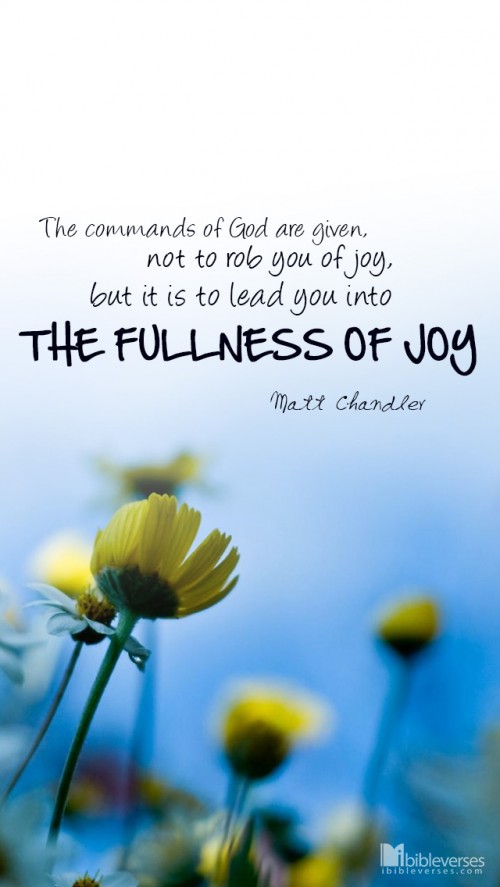 The commands of God are given,
not to rob you of joy,
but it is to lead you into
THE FULLNESS OF JOY
Matt Chandler
ibibleverses
ibibleverses.com